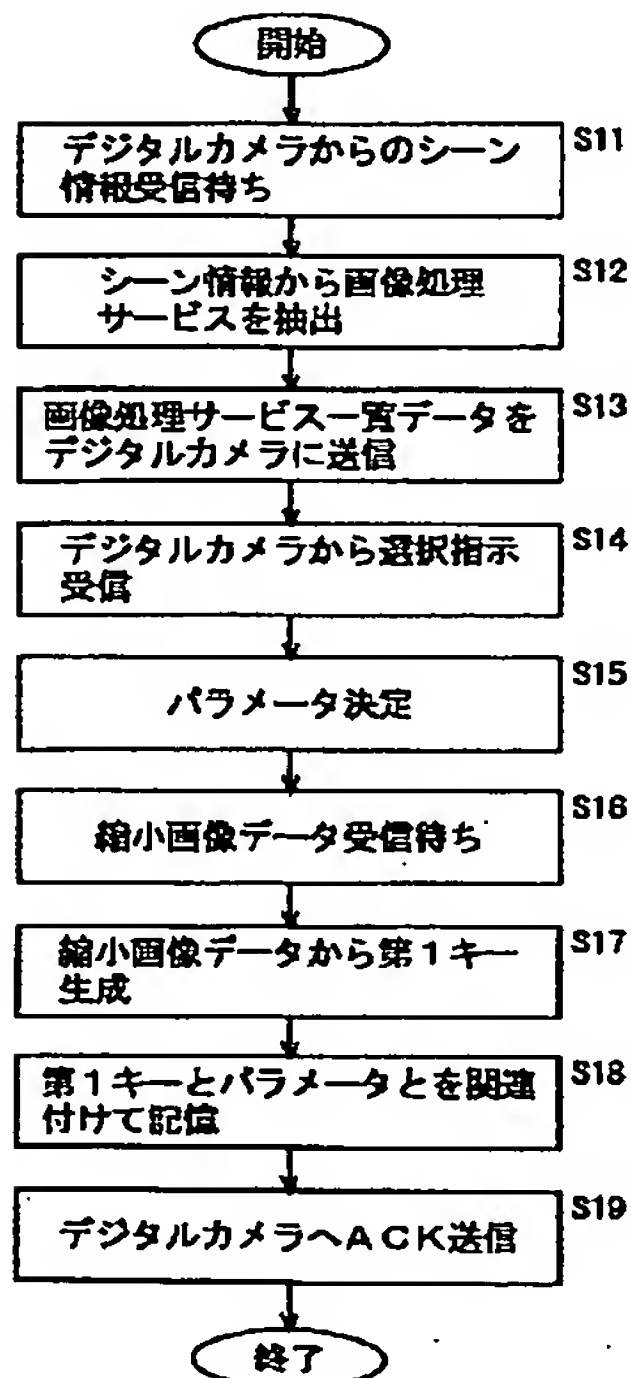 開始
デジタルカメラからのシーン
情報受信待ち
S11
シーン情報から画像処理
サービスを抽出
S12
画像処理サービス一覧データを
デジタルカメラに送信
S13
デジタルカメラから選択指示
受信
S14
パラメータ決定
S15
縮小画像データ受信待ち
S16
縮小画像データから第1キー
生成
S17
第1キーとパラメータとを関連
付けて記憶
S18
デジタルカメラへACK送信
S19
終了